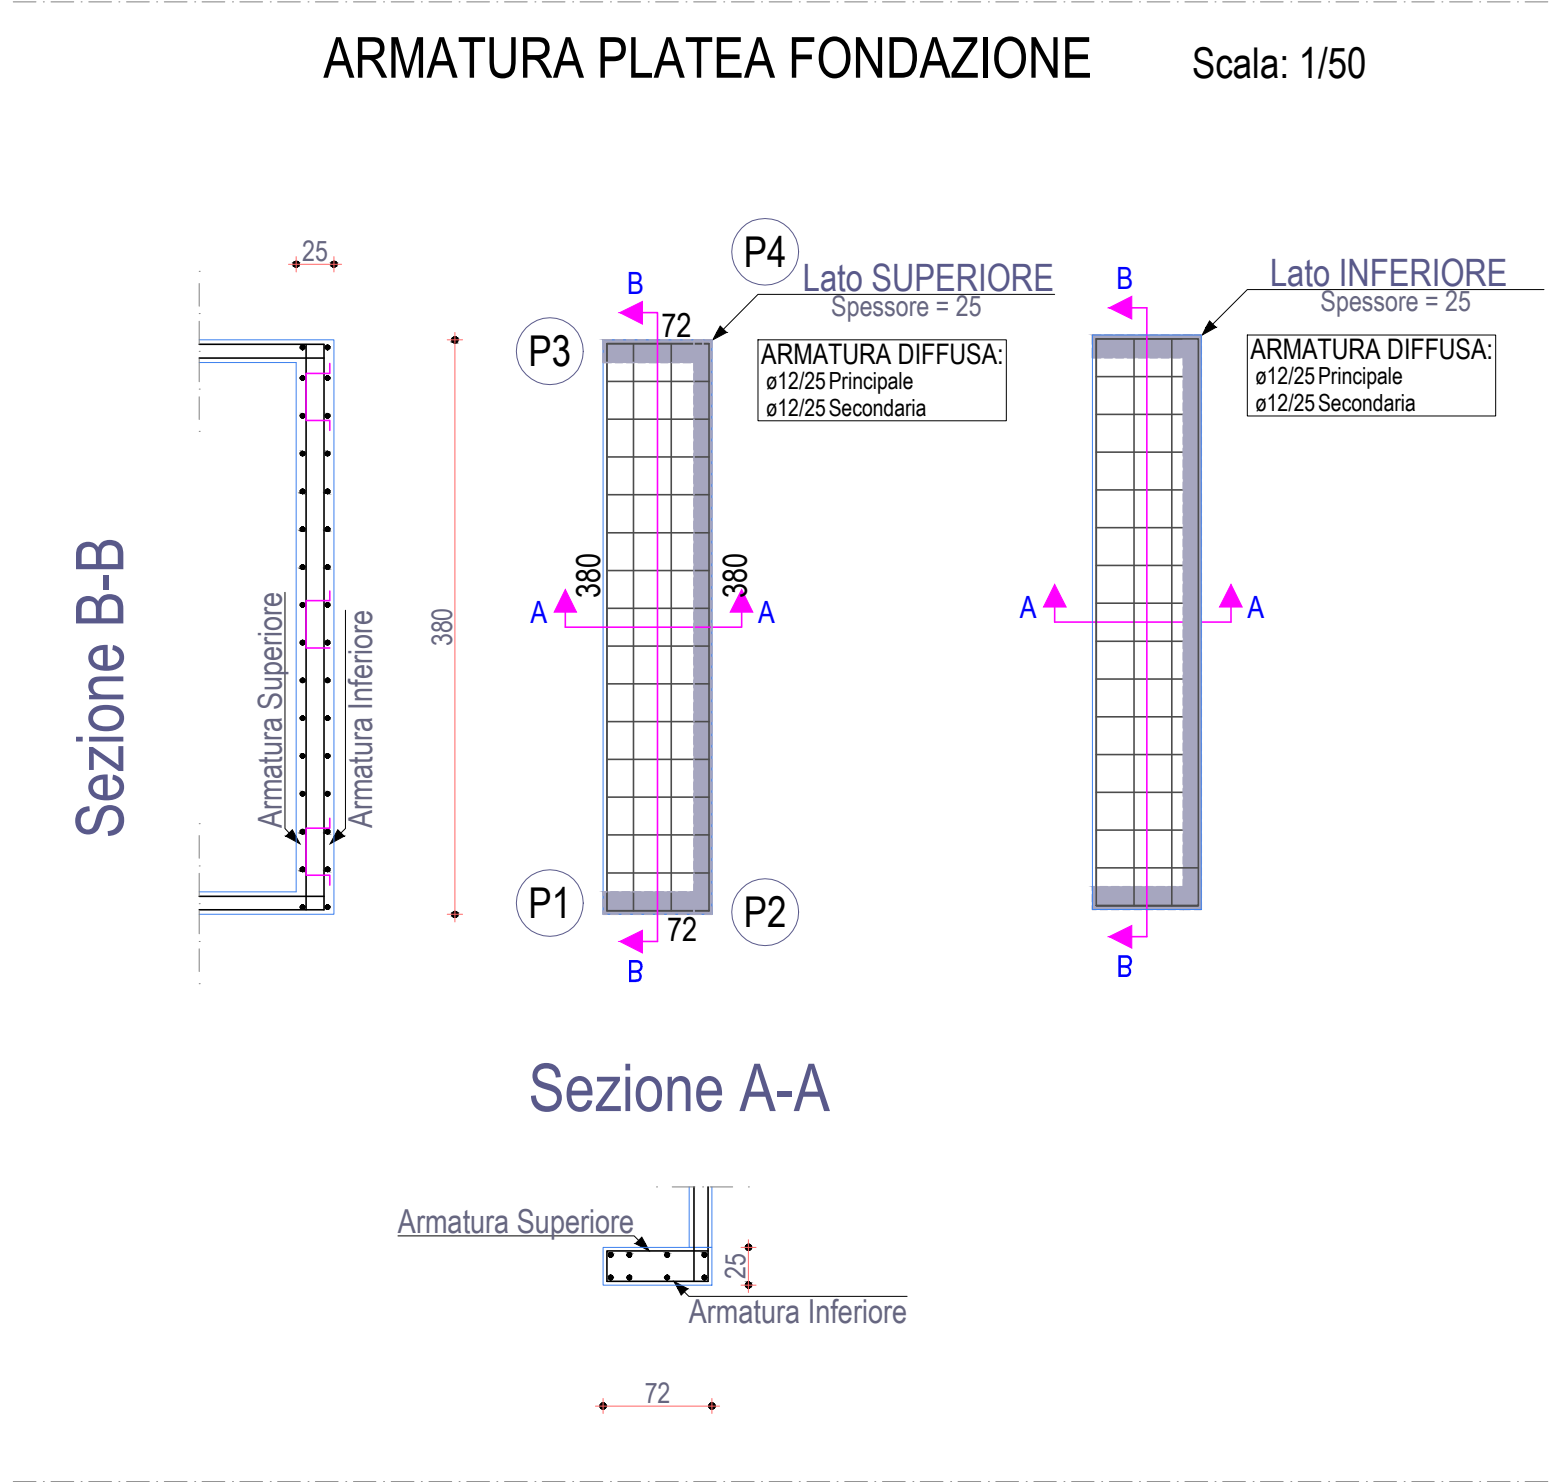 ARMATURA PLATEA FONDAZIONE Scala: 1/50
25
P4
B
Lato SUPERIORE
Spessore = 25
B
Lato INFERIORE
Spessore = 25
72
P3
ARMATURA DIFFUSA:
ø12/25 Principale
ø12/25 Secondaria
ARMATURA DIFFUSA:
ø12/25 Principale
ø12/25 Secondaria
Sezione B-B
Armatura Superiore
Armatura Inferiore
380
380
380
A
A
A
A
P1
P2
72
B
B
Sezione A-A
Armatura Superiore
25
Armatura Inferiore
72